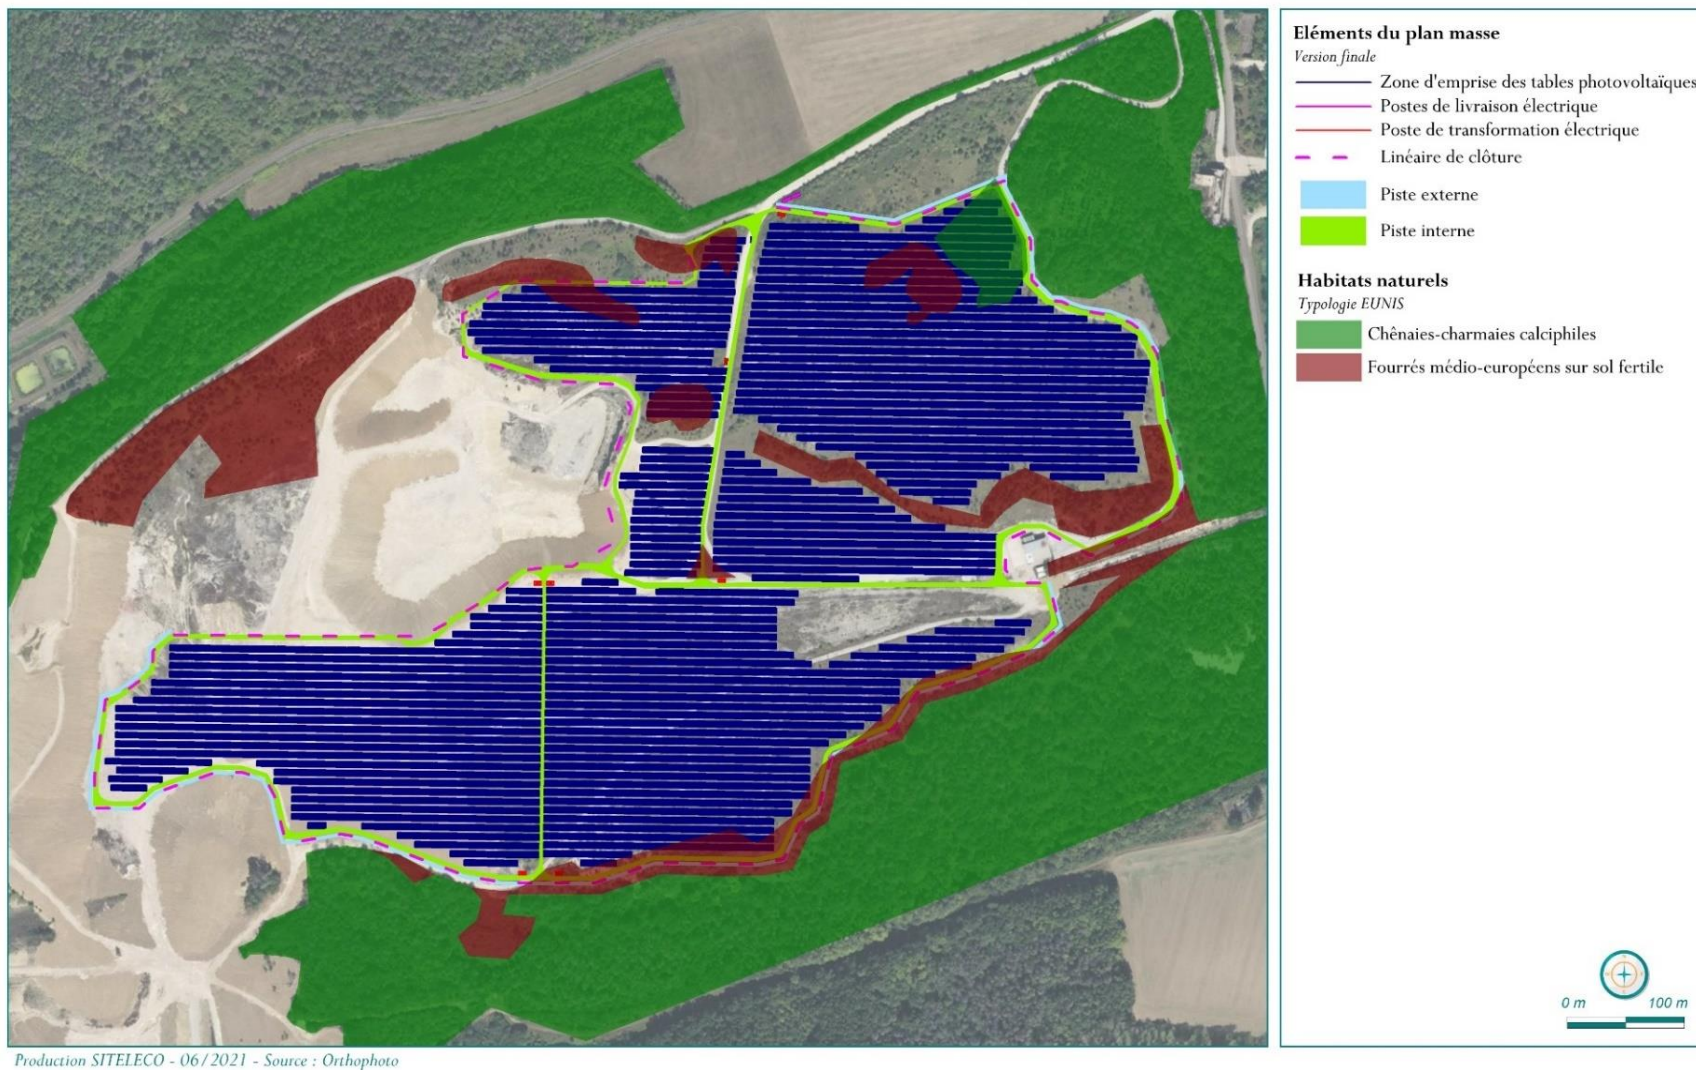 Eléments du plan masse
Version finale
Zone d'emprise des tables photovoltaïques
Postes de livraison électrique
Poste de transformation électrique
Linéaire de clôture
Piste externe
Piste interne
Habitats naturels
Typologie EUNIS
Chênaies-charmaies calciphiles
Fourrés médio-européens sur sol fertile
0 m 100 m
Production SITELECO - 06/2021 - Source : Orthophoto